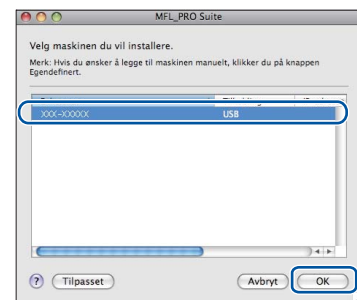 MFL_PRO Suite
Velg maskinen du vil installere.
Merk: Hvis du ønsker å legge til maskinen manuelt, klikker du på knappen
Egendefinert.
XXX-XXXXX USB
? Tilpasset Avbryt OK